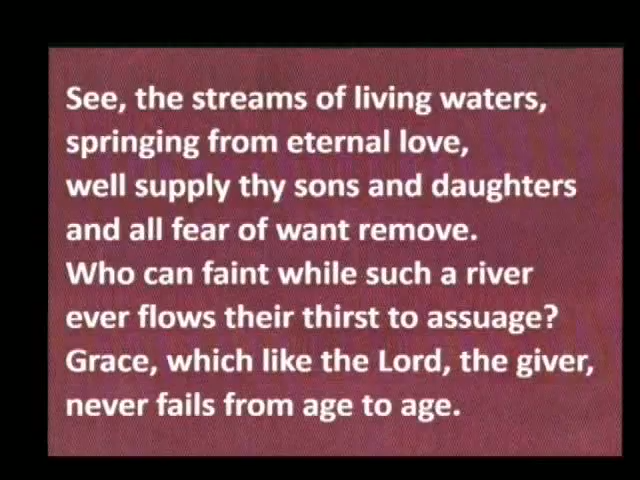 See, the streams of living waters,
springing from eternal love,
well supply thy sons and daughters
and all fear of want remove.
Who can faint while such a river
ever flows their thirst to assuage?
Grace, which like the Lord, the giver,
never fails from age to age.